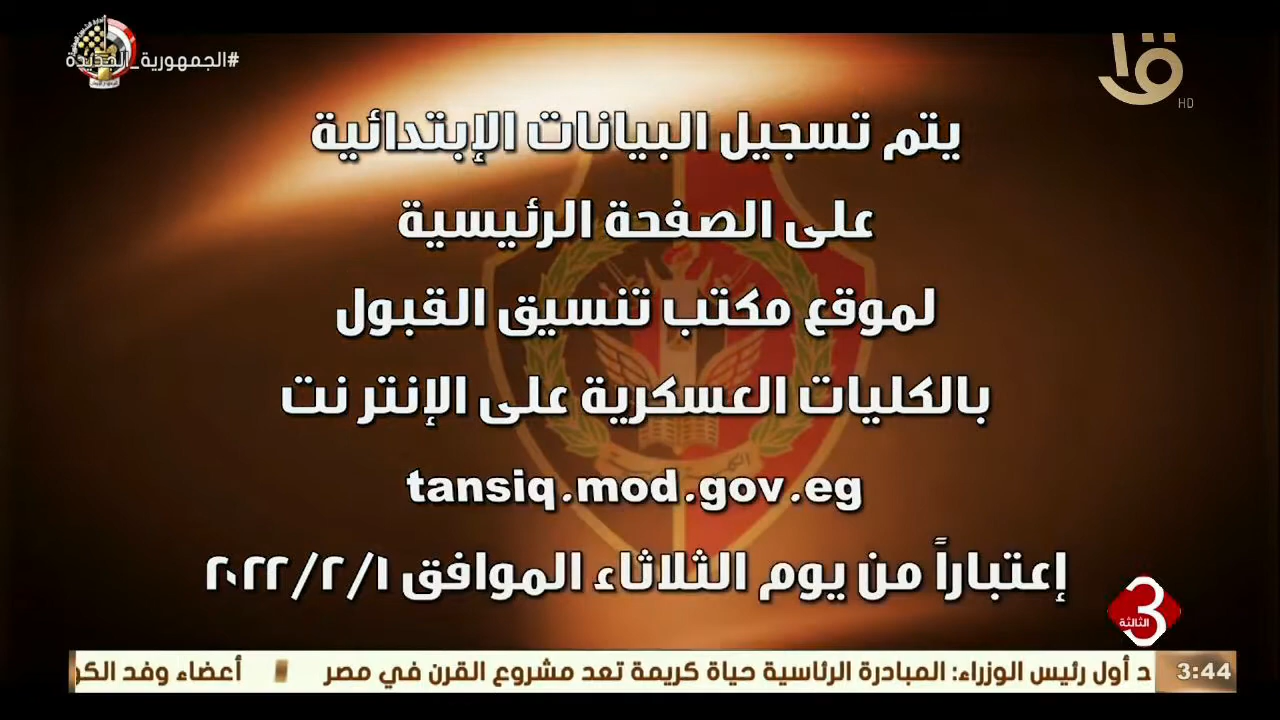 #الجمهورية_الجديدة
HD
يتم تسجيل البيانات الإبتدائية
على الصفحة الرئيسية
لموقع مكتب تنسيق القبول
بالكليات العسكرية على الإنتر نت
tansiq.mod.gov.eg
إعتباراً من يوم الثلاثاء الموافق ٢٠٢٢/٢/١
3
الثالثة
3:44
د أول رئيس الوزراء: المبادرة الرئاسية حياة كريمة تعد مشروع القرن في مصر أعضاء وفد